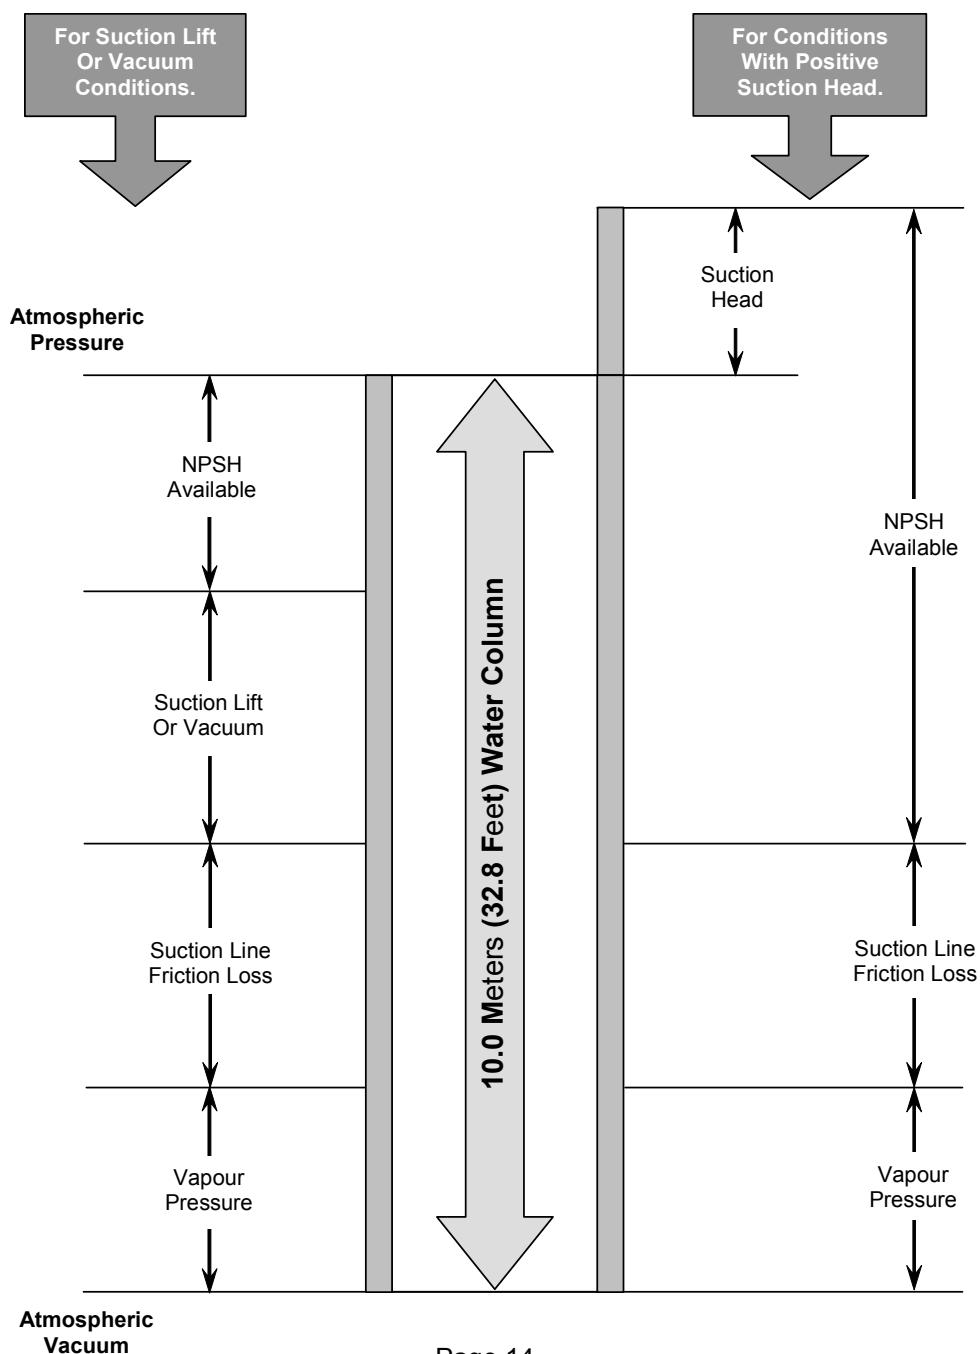 For Suction Lift
Or Vacuum
Conditions.
For Conditions
With Positive
Suction Head.
Suction
Head
Atmospheric
Pressure
NPSH
Available
NPSH
Available
Suction Lift
Or Vacuum
10.0 Meters (32.8 Feet) Water Column
Suction Line
Friction Loss
Suction Line
Friction Loss
Vapour
Pressure
Vapour
Pressure
Atmospheric
Vacuum
Page 14